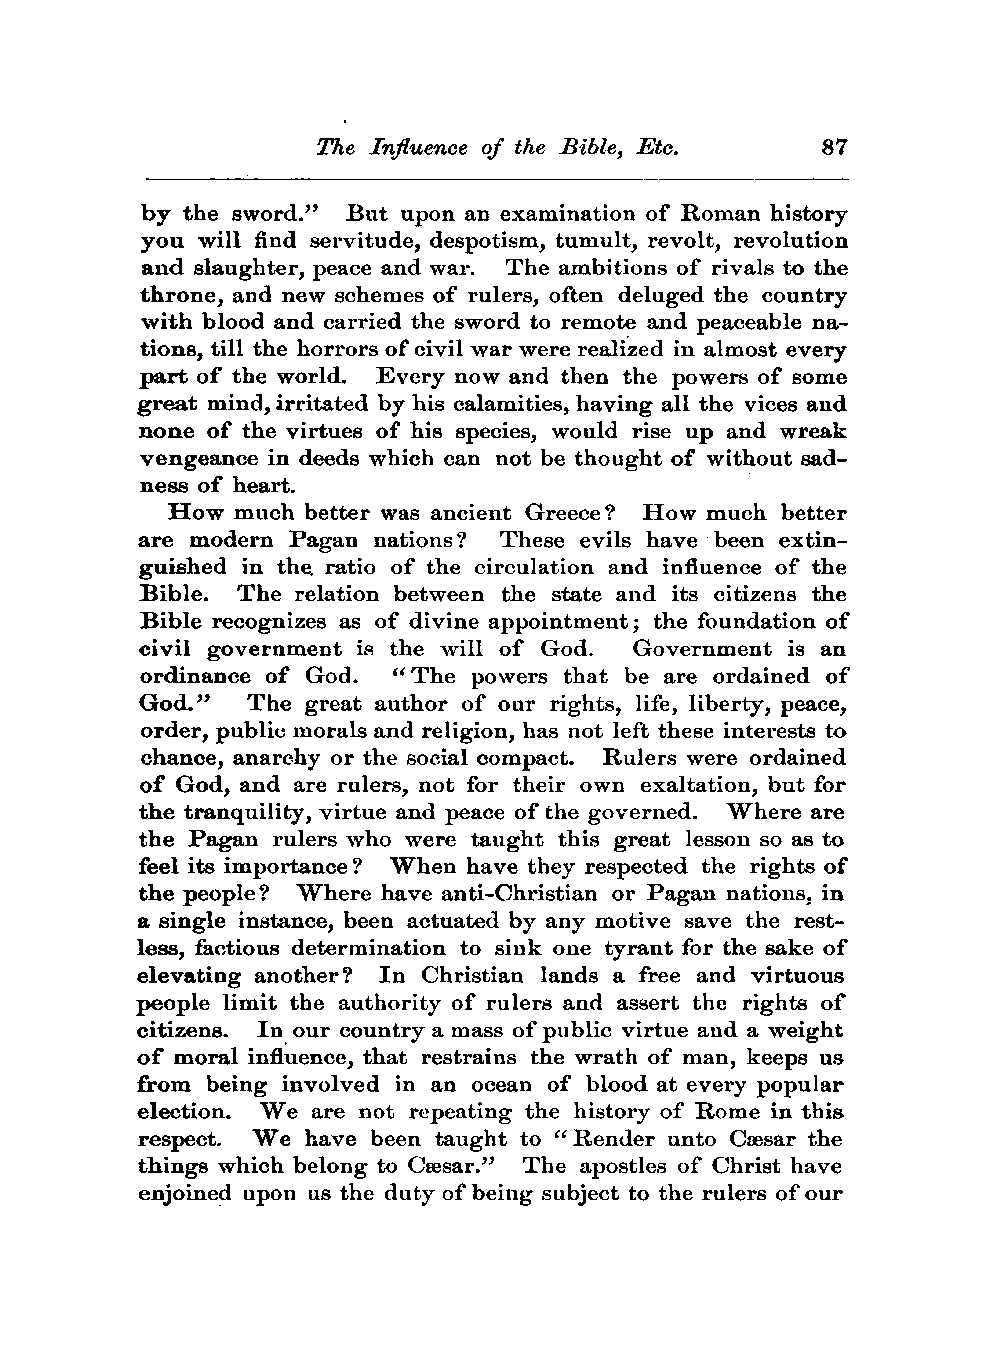 The Influence of the Bible, Etc. 87
by the sword." But upon an examination of Roman history
you will find servitude, despotism, tumult, revolt, revolution
and slaughter, peace and war. The ambitions of rivals to the
throne, and new schemes of rulers, often deluged the country
with blood and carried the sword to remote and peaceable na-
tions, till the horrors of civil war were realized in almost every
part of the world. Every now and then the powers of some
great mind, irritated by his calamities, having all the vices and
none of the virtues of his species, would rise up and wreak
vengeance in deeds which can not be thought of without sad-
ness of heart.
How much better was ancient Greece? How much better
are modern Pagan nations? These evils have been extin-
guished in the ratio of the circulation and influence of the
Bible. The relation between the state and its citizens the
Bible recognizes as of divine appointment; the foundation of
civil government is the will of God. Government is an
ordinance of God. "The powers that be are ordained of
God." The great author of our rights, life, liberty, peace,
order, public morals and religion, has not left these interests to
chance, anarchy or the social compact. Rulers were ordained
of God, and are rulers, not for their own exaltation, but for
the tranquility, virtue and peace of the governed. Where are
the Pagan rulers who were taught this great lesson so as to
feel its importance? When have they respected the rights of
the people? Where have anti-Christian or Pagan nations, in
a single instance, been actuated by any motive save the rest-
less, factious determination to sink one tyrant for the sake of
elevating another? In Christian lands a free and virtuous
people limit the authority of rulers and assert the rights of
citizens. In our country a mass of public virtue and a weight
of moral influence, that restrains the wrath of man, keeps us
from being involved in an ocean of blood at every popular
election. We are not repeating the history of Rome in this
respect. We have been taught to "Render unto Cæsar the
things which belong to Cæsar." The apostles of Christ have
enjoined upon us the duty of being subject to the rulers of our